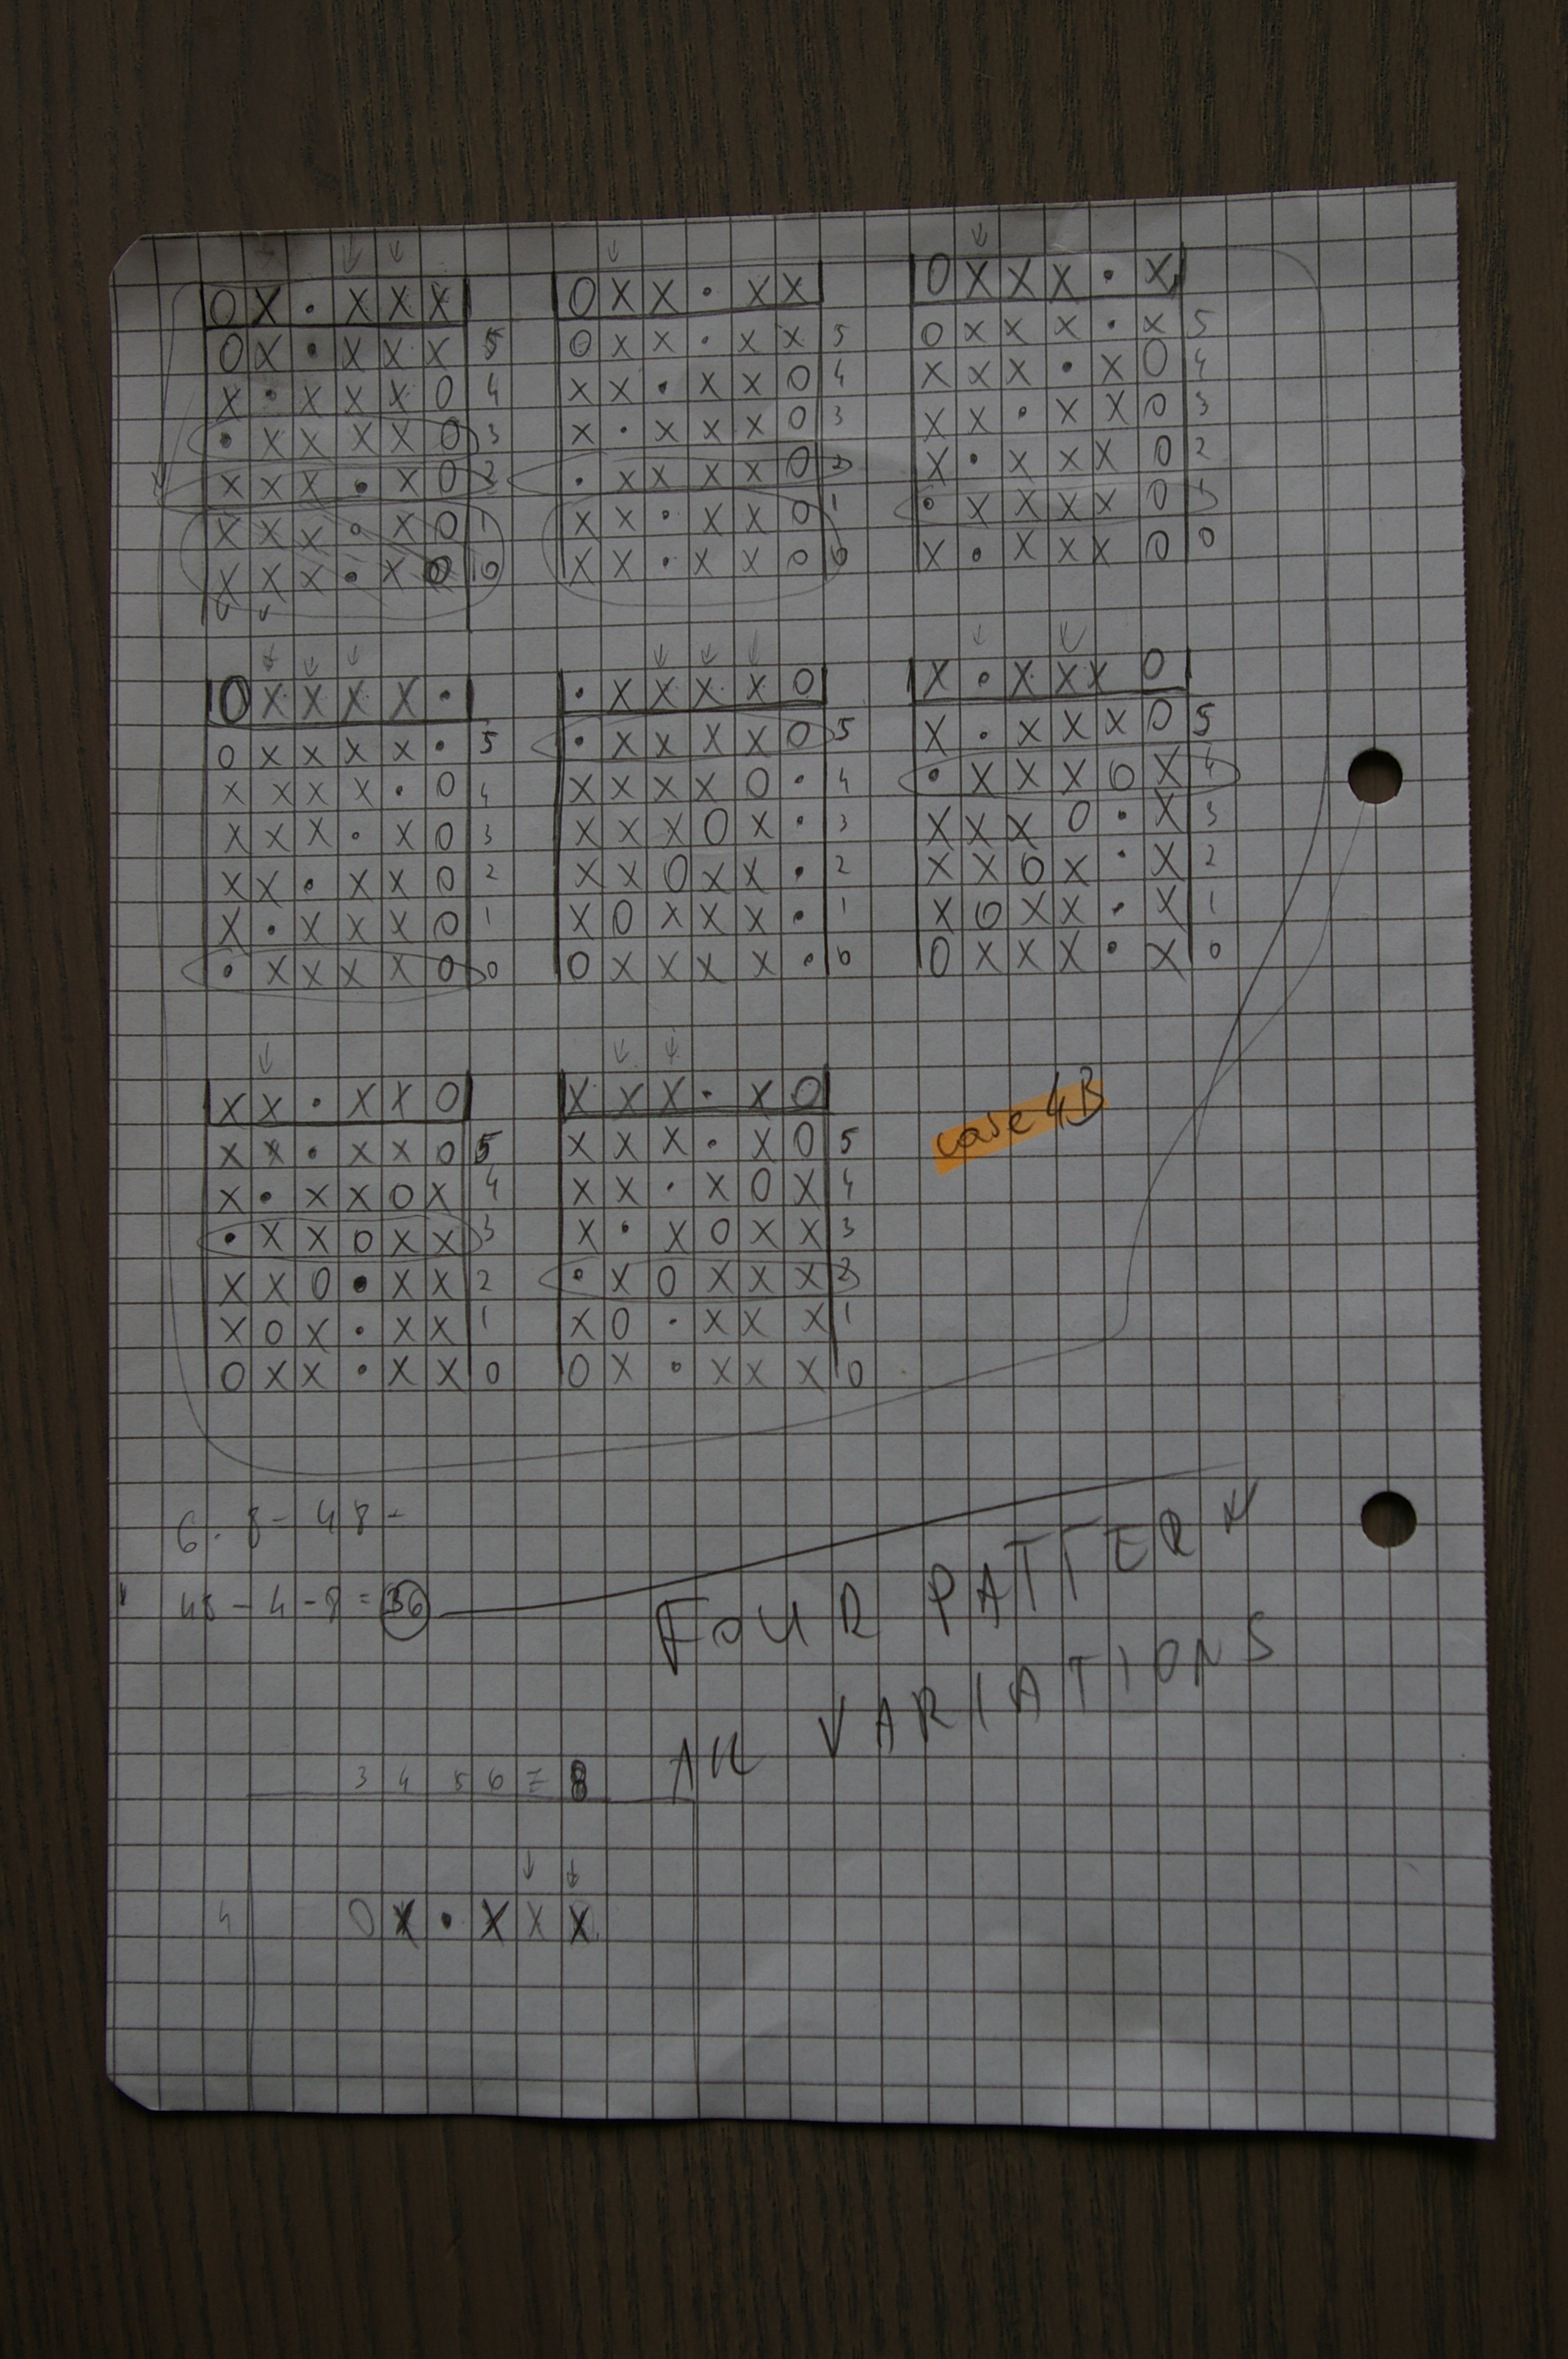 O X . X X X
O X . X X X 5
X . X X X O 4
. X X X X O 3
X X X . X O 2
X X X . X O 1
X X X . X O 0
O X X . X X
O X X . X X 5
X X . X X O 4
X . X X X O 3
. X X X X O 2
X X . X X O 1
X X . X X O 0
O X X X . X
O X X X . X 5
X X X . X O 4
X X . X X O 3
X . X X X O 2
. X X X X O 1
X . X X X O 0
O X X X X .
O X X X X . 5
X X X X . O 4
X X X . X O 3
X X . X X O 2
X . X X X O 1
. X X X X O 0
. X X X X O
. X X X X O 5
X X X X O . 4
X X X O X . 3
X X O X X . 2
X O X X X . 1
O X X X X . 0
X . X X X O
X . X X X O 5
. X X X O X 4
X X X O . X 3
X X O X . X 2
X O X X . X 1
O X X X . X 0
X X . X X O
X X . X X O 5
X . X X O X 4
. X X O X X 3
X X O . X X 2
X O X . X X 1
O X X . X X 0
X X X . X O
X X X . X O 5
X X . X O X 4
X . X O X X 3
. X O X X X 2
X O . X X X 1
O X . X X X 0
case 4B
6 . 8 = 48 -
48 - 4 - 8 = 36
FOUR PATTERN
ALL VARIATIONS
3 4 5 6 7 8
4 O X . X X X